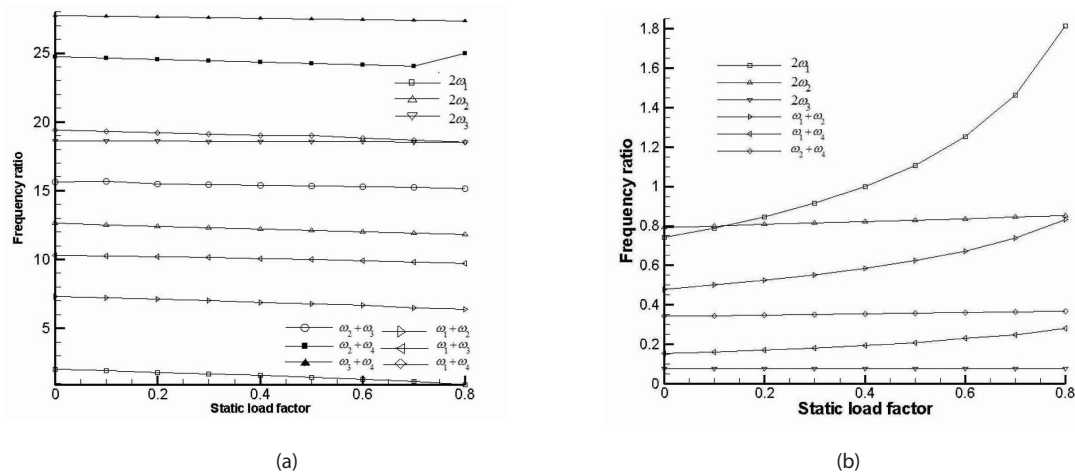 25
20
15
10
5
0
0.2
0.4
0.6
0.8
Frequency ratio
Static load factor
2ω₁
2ω₂
2ω₃
ω₂+ω₃
ω₂+ω₄
ω₃+ω₄
ω₁+ω₂
ω₁+ω₃
ω₁+ω₄
(a)
1.8
1.6
1.4
1.2
1
0.8
0.6
0.4
0.2
0
0
0.2
0.4
0.6
0.8
Frequency ratio
Static load factor
2ω₁
2ω₂
2ω₃
ω₁+ω₂
ω₁+ω₄
ω₂+ω₄
(b)